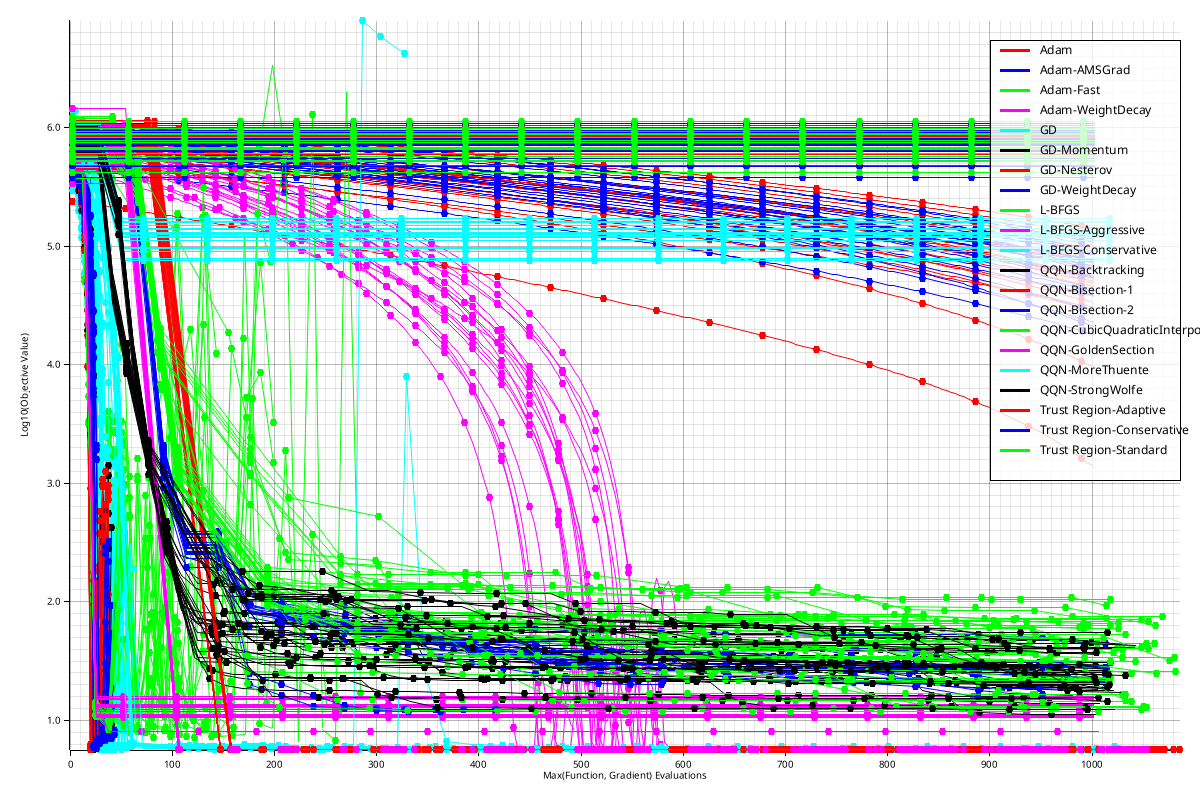 6.0
5.0
4.0
3.0
2.0
1.0
Log10(Objective Value)
0 100 200 300 400 500 600 700 800 900 1000
Max(Function, Gradient) Evaluations
Adam
Adam-AMSGrad
Adam-Fast
Adam-WeightDecay
GD
GD-Momentum
GD-Nesterov
GD-WeightDecay
L-BFGS
L-BFGS-Aggressive
L-BFGS-Conservative
QQN-Backtracking
QQN-Bisection-1
QQN-Bisection-2
QQN-CubicQuadraticInterpo
QQN-GoldenSection
QQN-MoreThuente
QQN-StrongWolfe
Trust Region-Adaptive
Trust Region-Conservative
Trust Region-Standard